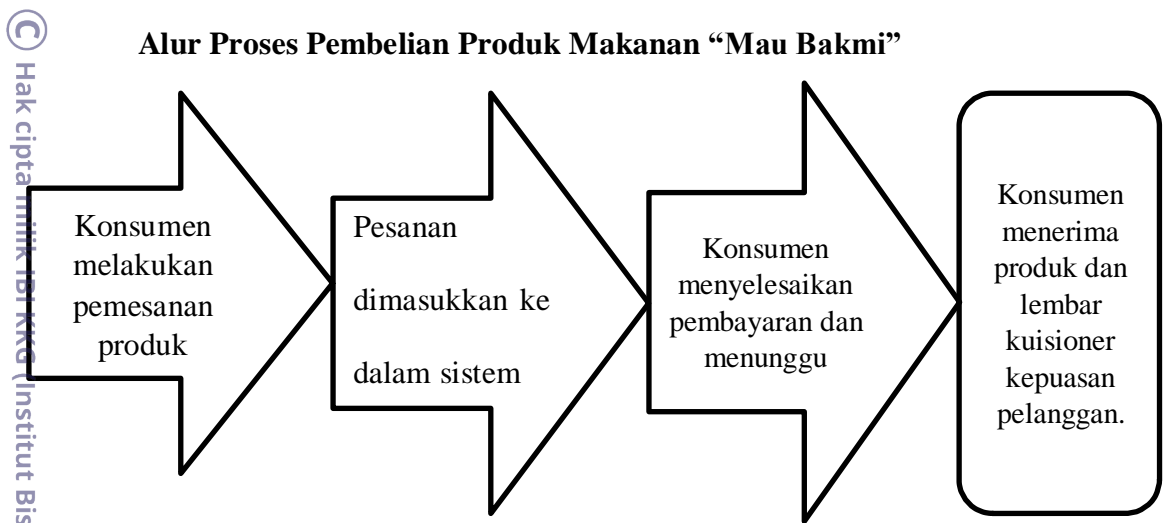 Alur Proses Pembelian Produk Makanan “Mau Bakmi”
Konsumen
melakukan
pemesanan
produk
Pesanan
dimasukkan ke
dalam sistem
Konsumen
menyelesaikan
pembayaran dan
menunggu
Konsumen
menerima
produk dan
lembar
kuisioner
kepuasan
pelanggan.
© Hak cipta milik IBI KKG (Institut Bis